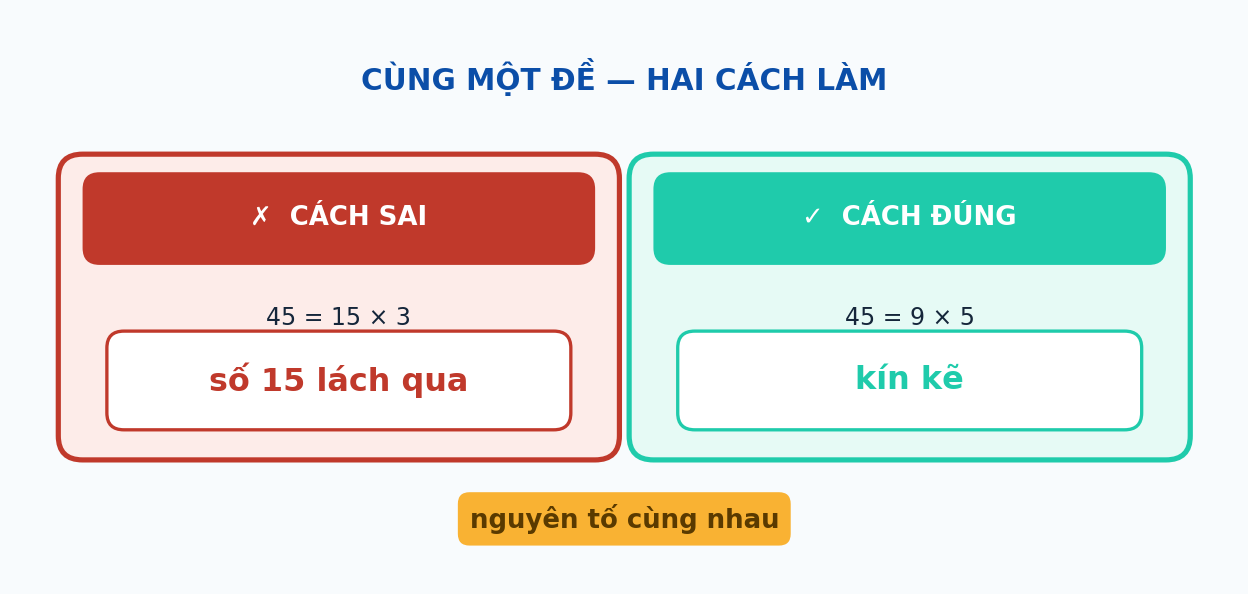 CÙNG MỘT ĐỀ — HAI CÁCH LÀM
✗ CÁCH SAI
45 = 15 × 3
số 15 lách qua
✓ CÁCH ĐÚNG
45 = 9 × 5
kín kẽ
nguyên tố cùng nhau